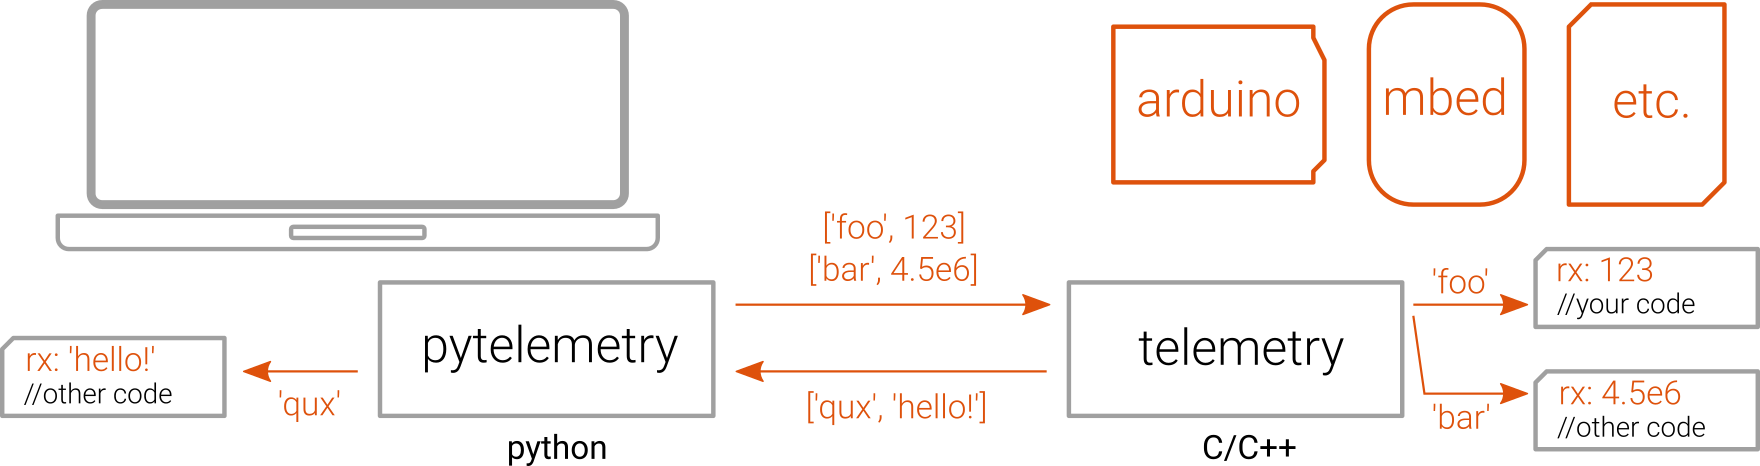 arduino
mbed
etc.
['foo', 123]
['bar', 4.5e6]
pytelemetry
telemetry
'foo'
rx: 123
//your code
rx: 'hello!'
//other code
'qux'
['qux', 'hello!']
'bar'
rx: 4.5e6
//other code
python
C/C++